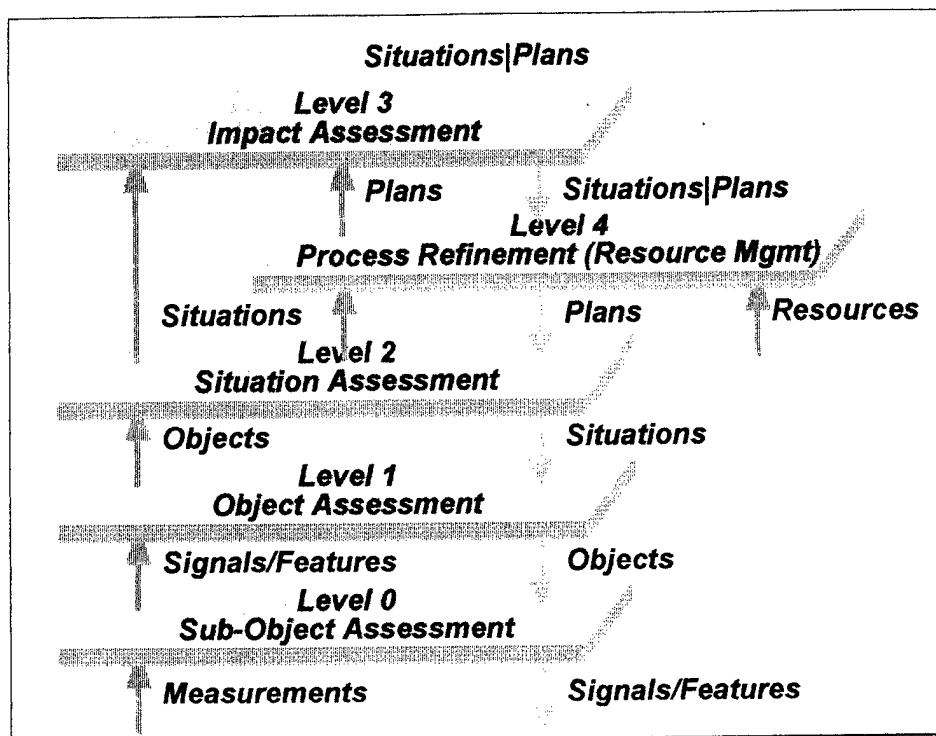 Situations|Plans
Level 3
Impact Assessment
Plans
Situations|Plans
Level 4
Process Refinement (Resource Mgmt)
Situations
Plans
Resources
Level 2
Situation Assessment
Objects
Situations
Level 1
Object Assessment
Signals/Features
Objects
Level 0
Sub-Object Assessment
Measurements
Signals/Features